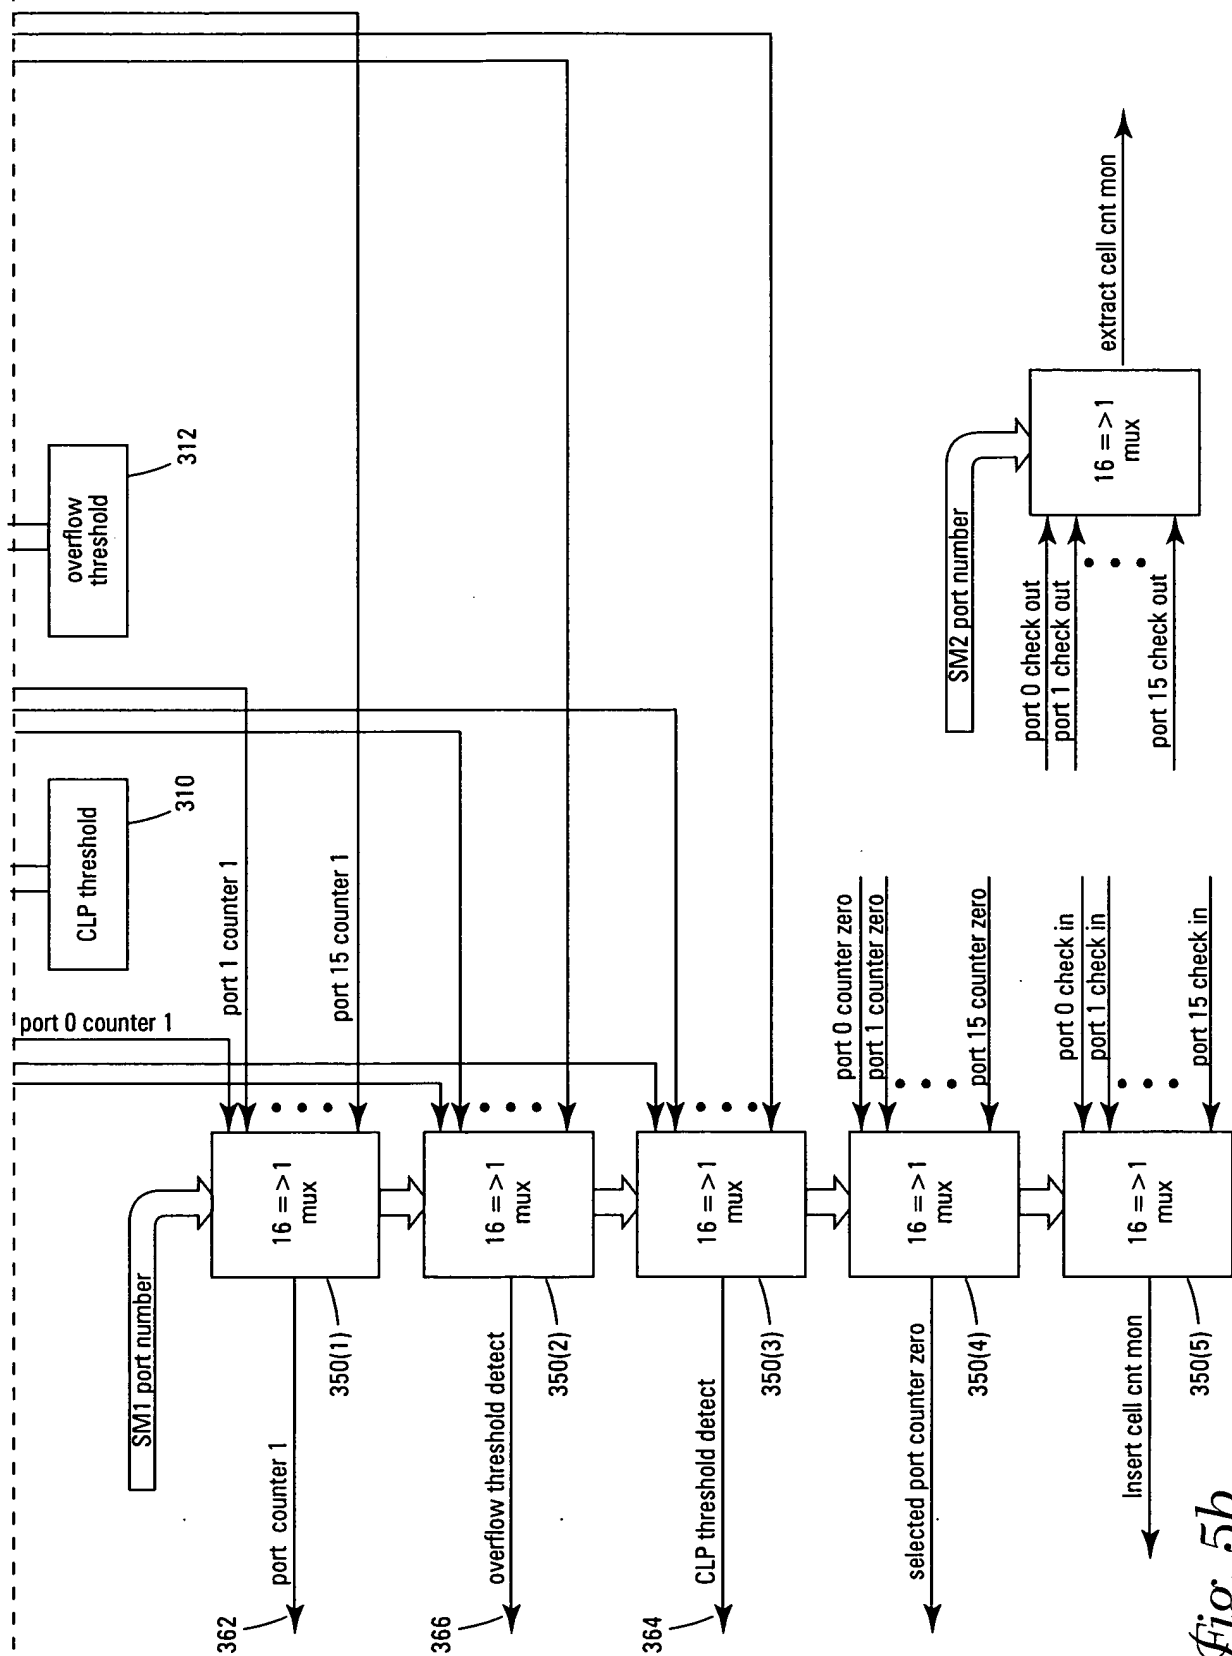 port 0 counter 1
CLP threshold
310
overflow
threshold
312
port 1 counter 1
port 15 counter 1
SM1 port number
16 = >1
mux
350(1)
port counter 1
362
16 = >1
mux
350(2)
overflow threshold detect
366
16 = >1
mux
350(3)
CLP threshold detect
364
port 0 counter zero
port 1 counter zero
port 15 counter zero
16 = >1
mux
350(4)
selected port counter zero
port 0 check in
port 1 check in
port 15 check in
16 = >1
mux
350(5)
Insert cell cnt mon
SM2 port number
port 0 check out
port 1 check out
port 15 check out
16 = >1
mux
extract cell cnt mon
Fig. 5b